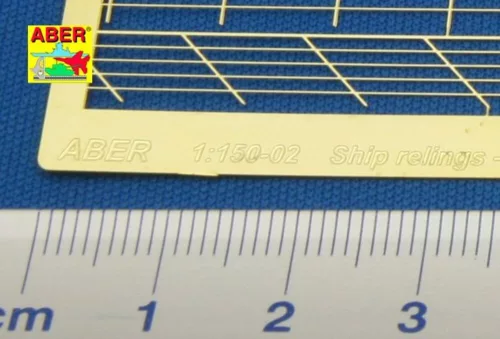 ABER
ABER 1:150-02 Ship relings -
cm 1 2 3